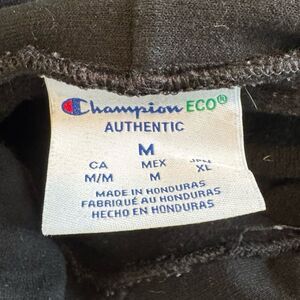 Champion ECO®
AUTHENTIC
M
CA MEX
M/M M XL
MADE IN HONDURAS
FABRIQUÉ AU HONDURAS
HECHO EN HONDURAS